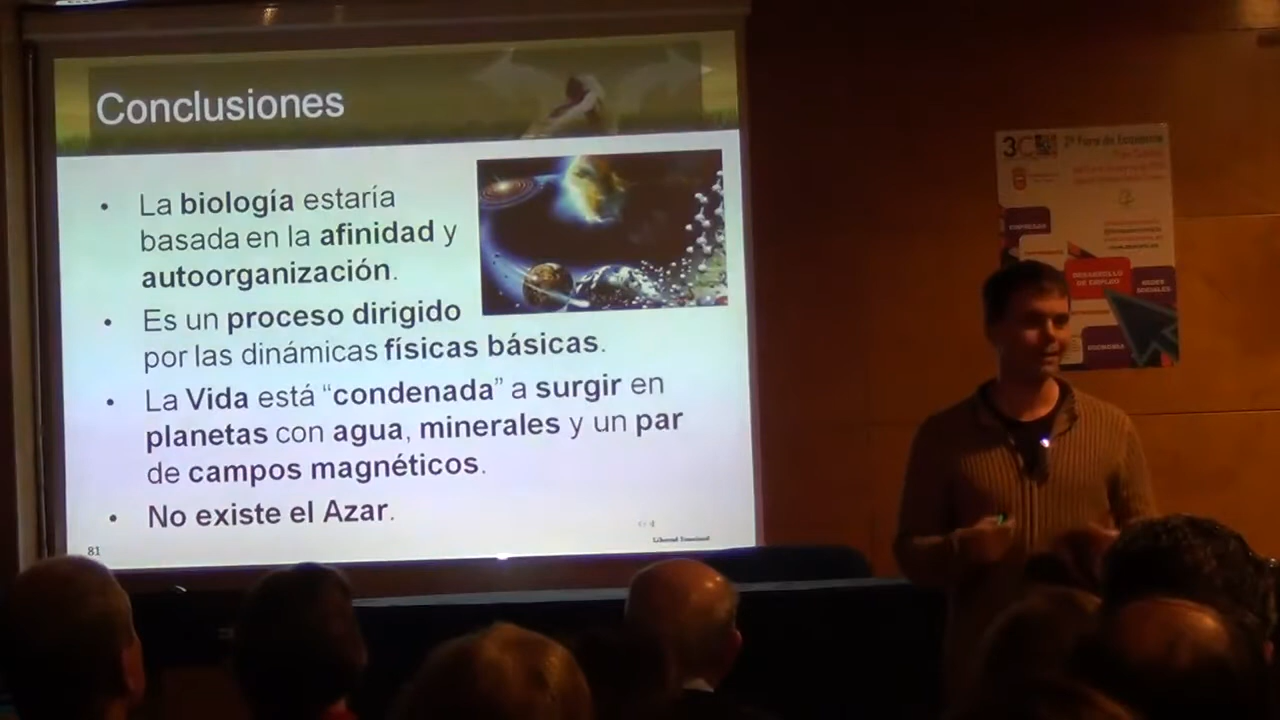 Conclusiones
• La biología estaría
basada en la afinidad y
autoorganización.
• Es un proceso dirigido
por las dinámicas físicas básicas.
• La Vida está “condenada” a surgir en
planetas con agua, minerales y un par
de campos magnéticos.
• No existe el Azar.
81
3C
DESARROLLO
DE EMPLEO
REDES
SOCIALES
ECONOMÍA